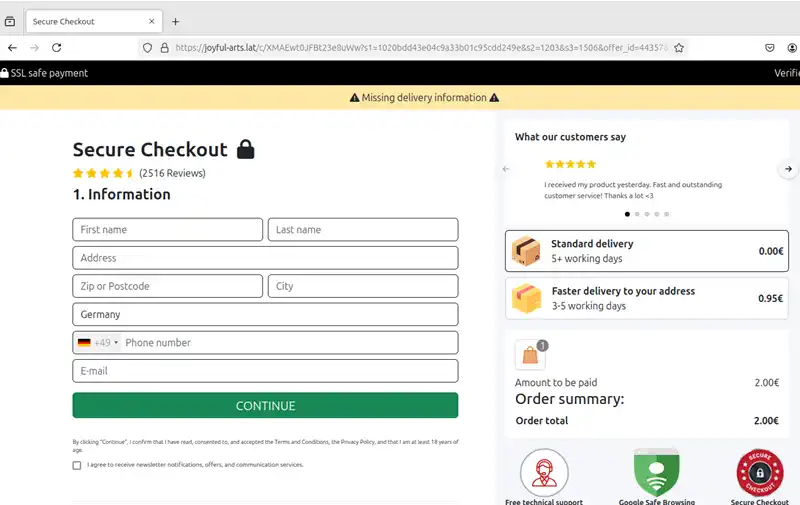 Secure Checkout
https://joyful-arts.lat/c/XMAEwt0JFBt23e8uWw?s1=1020bdd43e04c9a33b01c95cdd249e&s2=1203&s3=1506&offer_id=44357&
SSL safe payment
Verifie
Missing delivery information
Secure Checkout
(2516 Reviews)
1. Information
First name
Last name
Address
Zip or Postcode
City
Germany
+49
Phone number
E-mail
CONTINUE
By clicking "Continue", I confirm that I have read, consented to, and accepted the Terms and Conditions, the Privacy Policy, and that I am at least 18 years of
age.
I agree to receive newsletter notifications, offers, and communication services.
What our customers say
I received my product yesterday. Fast and outstanding
customer service! Thanks a lot <3
Standard delivery
5+ working days
0.00€
Faster delivery to your address
3-5 working days
0.95€
1
Amount to be paid
2.00€
Order summary:
Order total
2.00€
SECURE
CHECKOUT
Free technical support
Google Safe Browsing
Secure Checkout